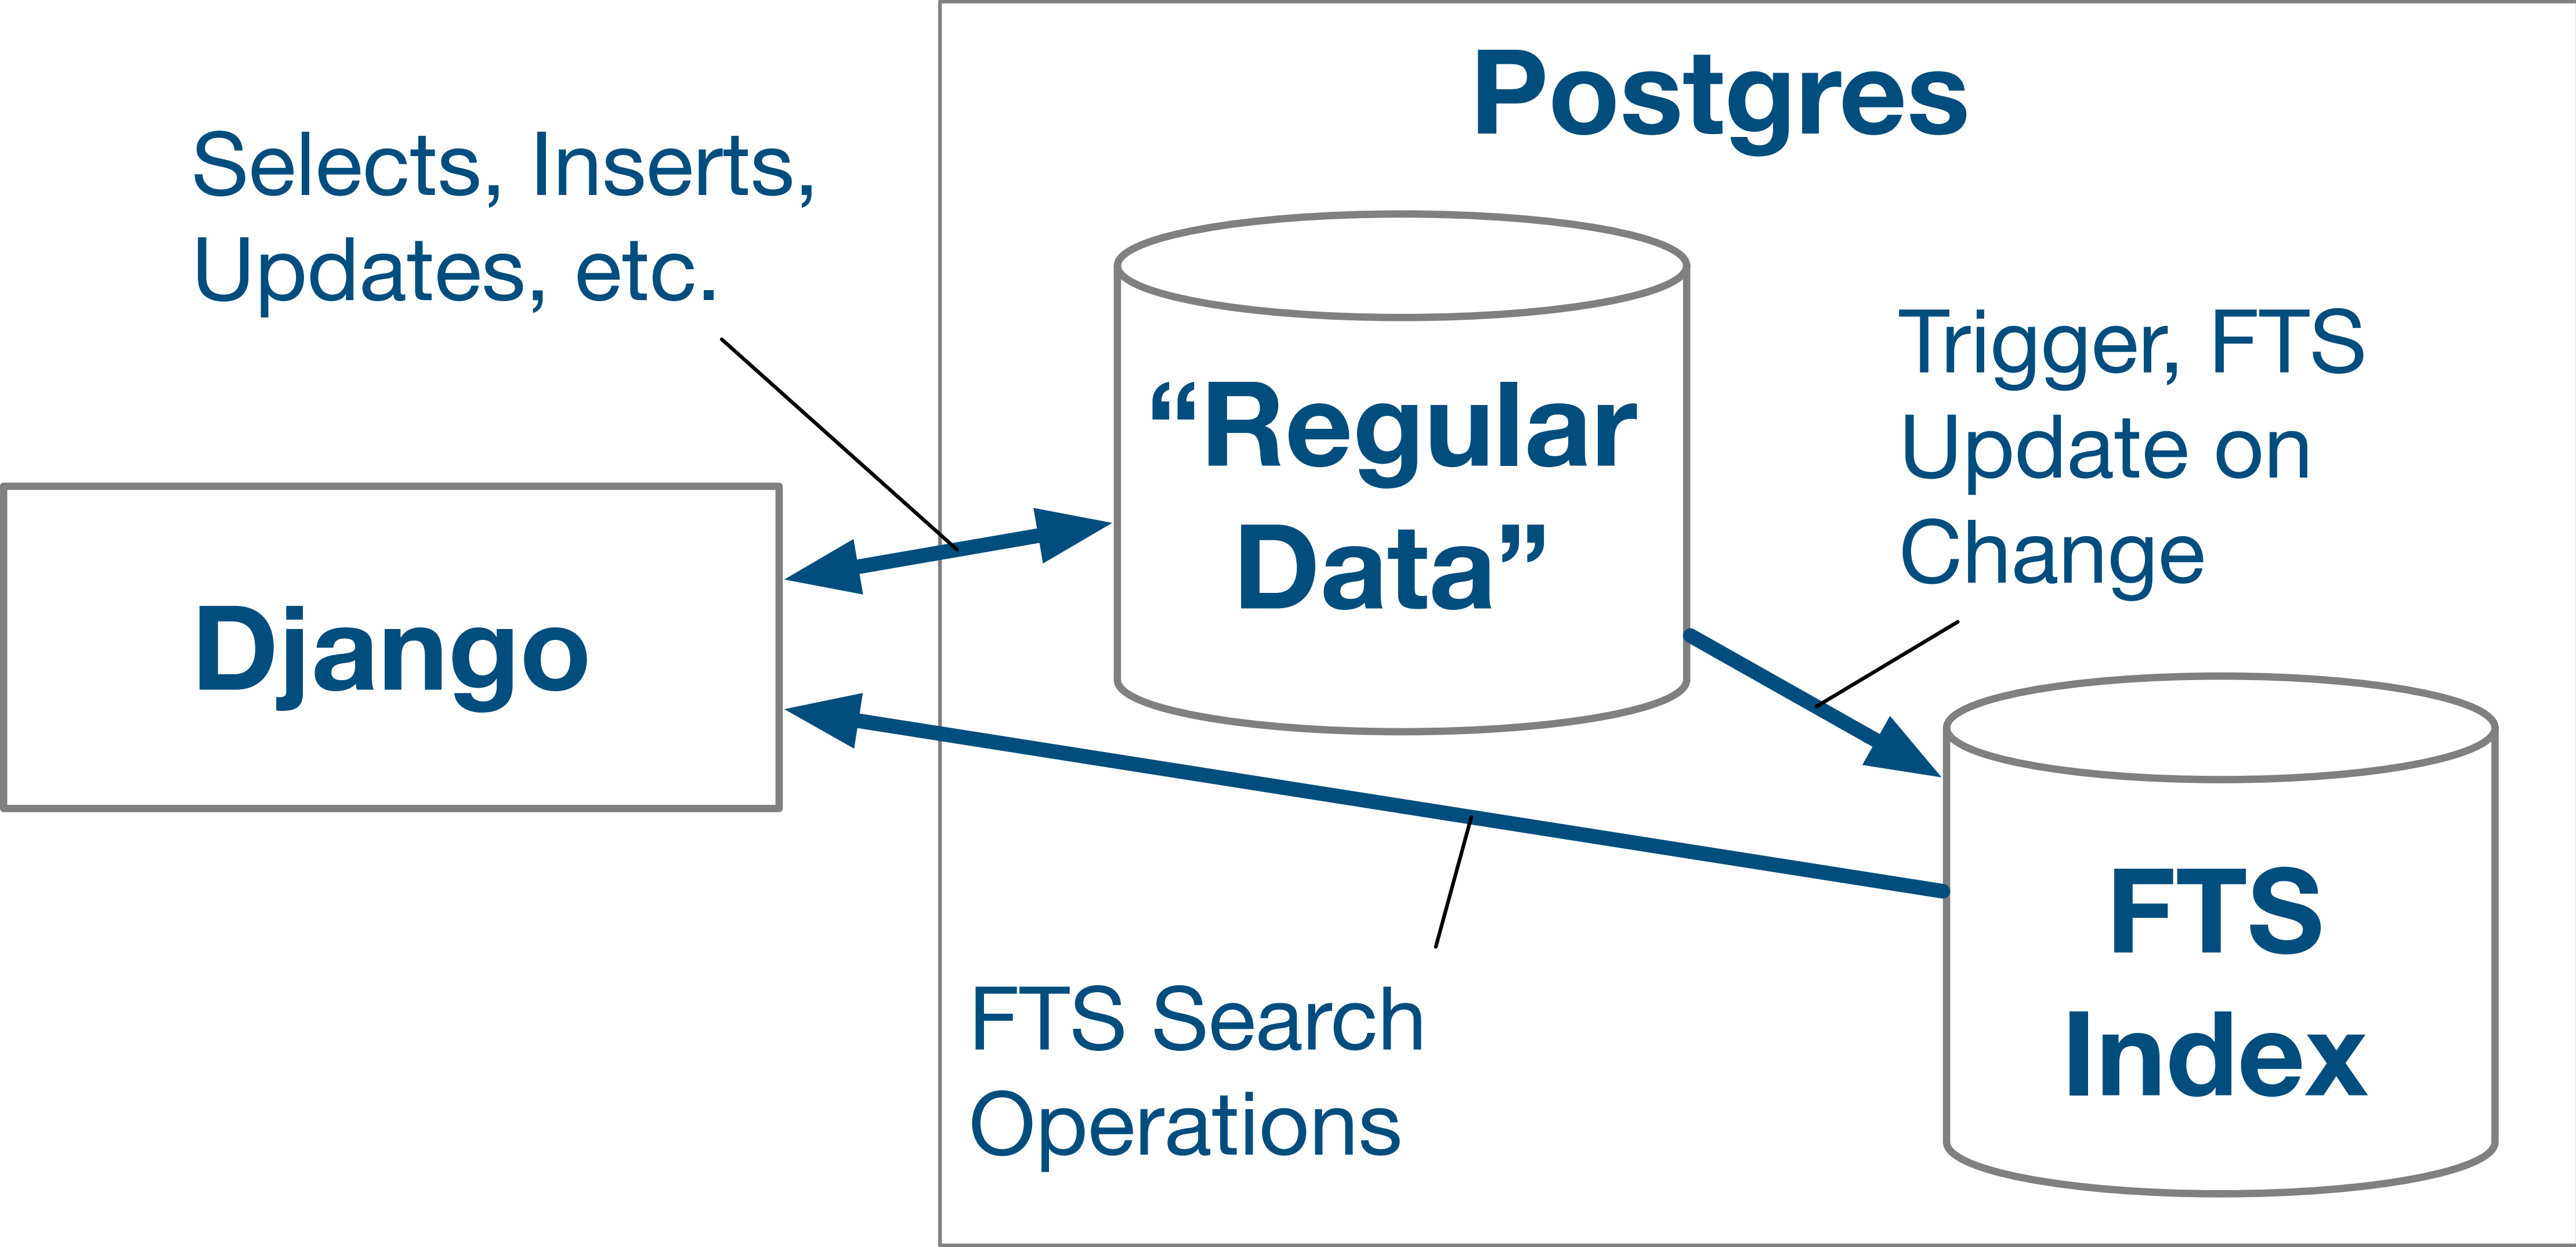 Postgres
Selects, Inserts,
Updates, etc.
“Regular
Data”
Trigger, FTS
Update on
Change
Django
FTS
Index
FTS Search
Operations